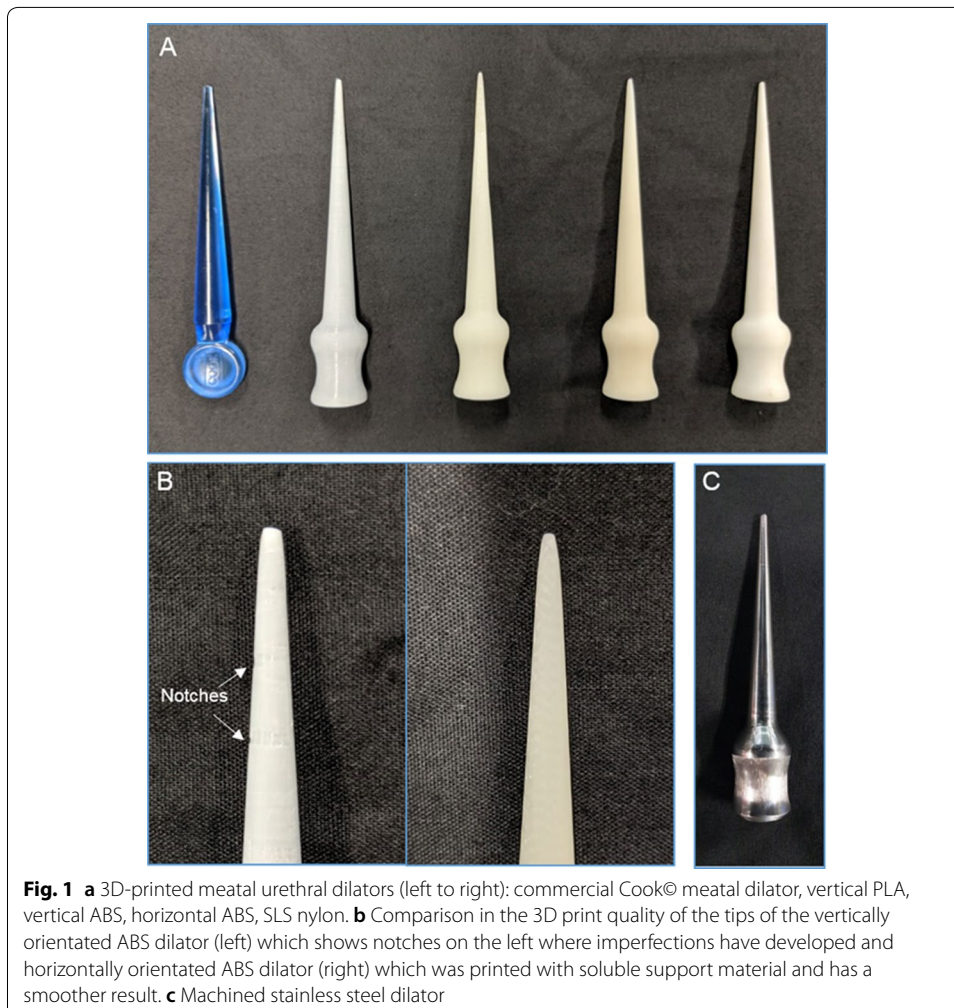 A
B
C
Notches
Fig. 1 a 3D-printed meatal urethral dilators (left to right): commercial Cook© meatal dilator, vertical PLA,
vertical ABS, horizontal ABS, SLS nylon. b Comparison in the 3D print quality of the tips of the vertically
orientated ABS dilator (left) which shows notches on the left where imperfections have developed and
horizontally orientated ABS dilator (right) which was printed with soluble support material and has a
smoother result. c Machined stainless steel dilator